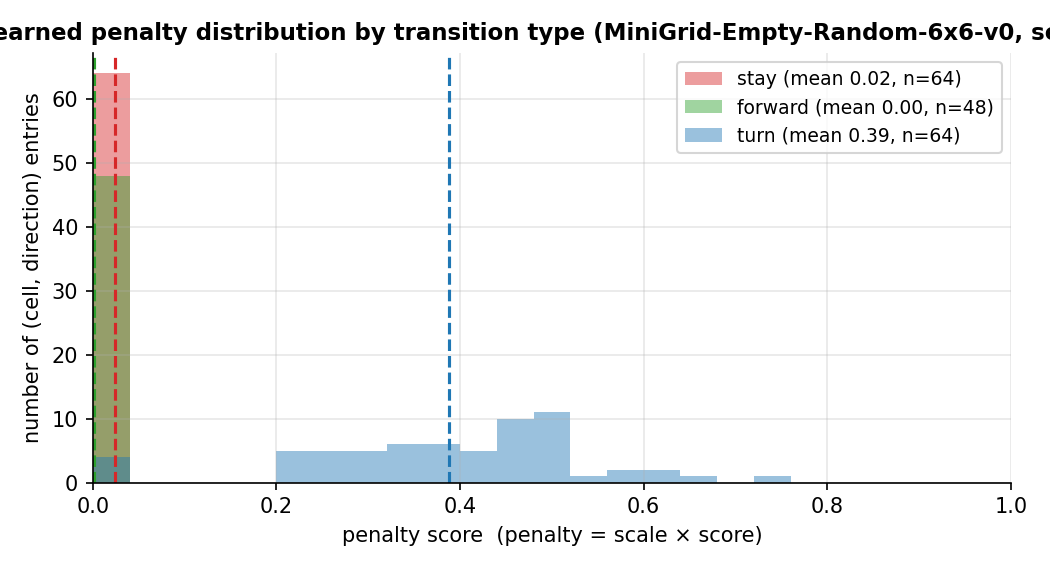 earned penalty distribution by transition type (MiniGrid-Empty-Random-6x6-v0, se
stay (mean 0.02, n=64)
forward (mean 0.00, n=48)
turn (mean 0.39, n=64)
number of (cell, direction) entries
60
50
40
30
20
10
0
0.0 0.2 0.4 0.6 0.8 1.0
penalty score (penalty = scale × score)